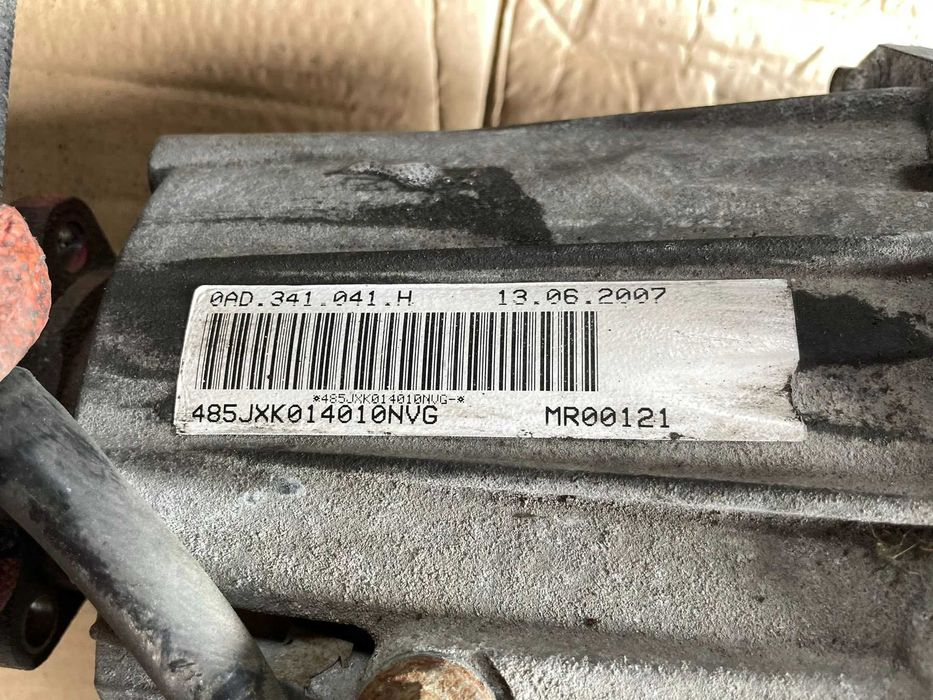 0AD.341.041.H 13.06.2007
*485JXK014010NVG-*
485JXK014010NVG MR00121